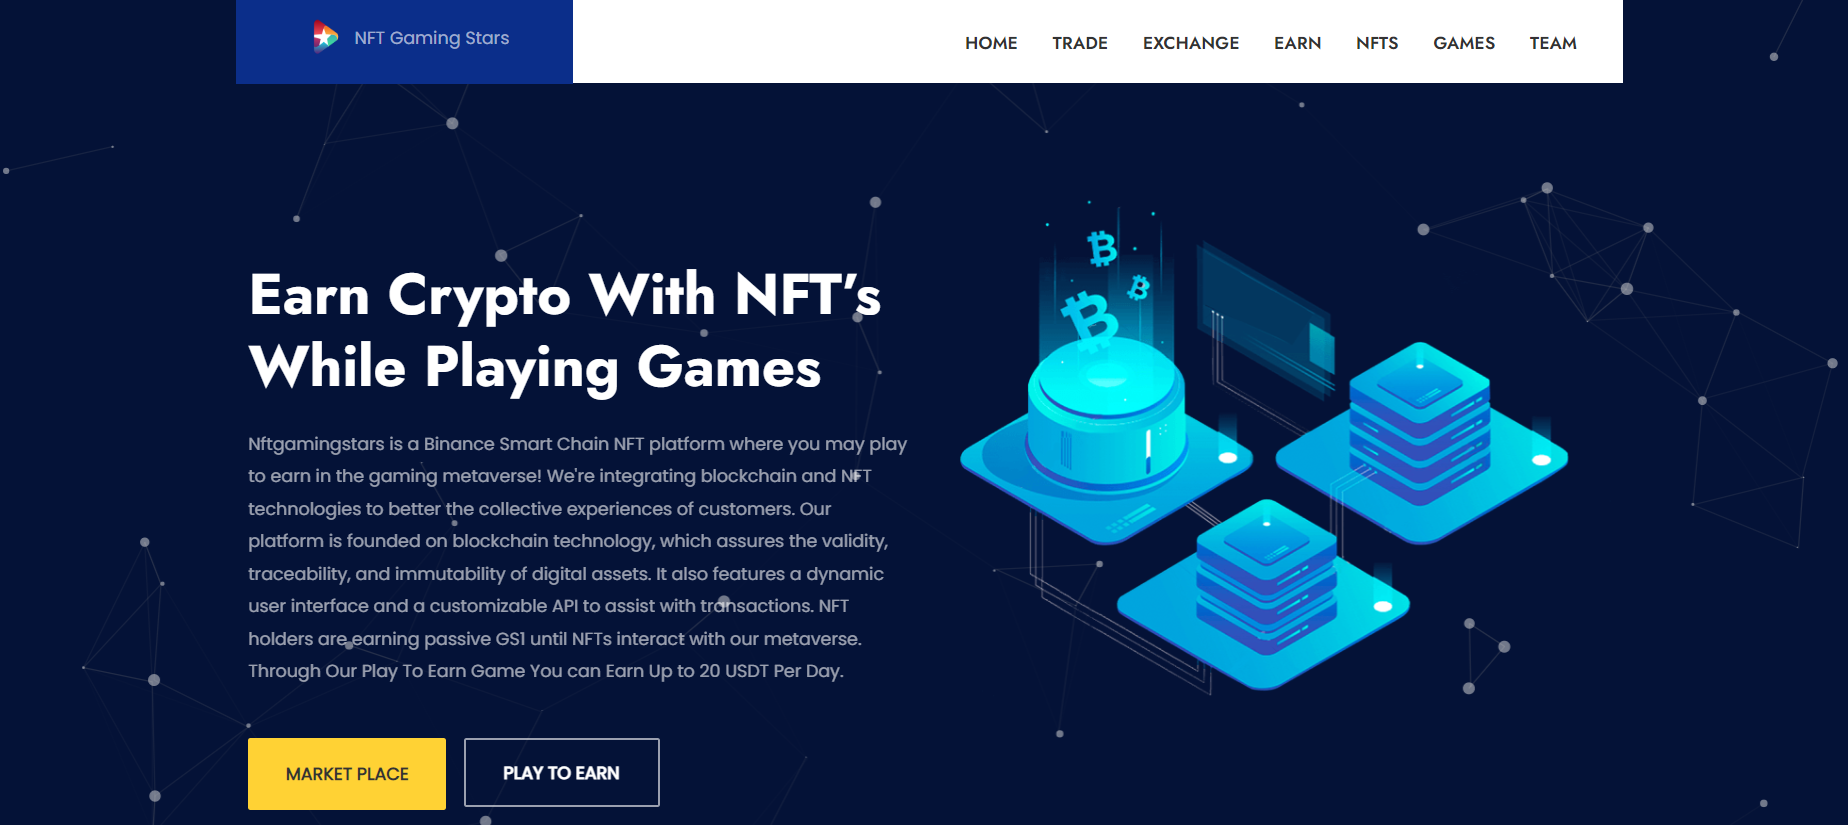 NFT Gaming Stars
HOME TRADE EXCHANGE EARN NFTS GAMES TEAM
Earn Crypto With NFT's
While Playing Games
Nftgamingstars is a Binance Smart Chain NFT platform where you may play
to earn in the gaming metaverse! We're integrating blockchain and NFT
technologies to better the collective experiences of customers. Our
platform is founded on blockchain technology, which assures the validity,
traceability, and immutability of digital assets. It also features a dynamic
user interface and a customizable API to assist with transactions. NFT
holders are earning passive GS1 until NFTs interact with our metaverse.
Through Our Play To Earn Game You can Earn Up to 20 USDT Per Day.
MARKET PLACE PLAY TO EARN